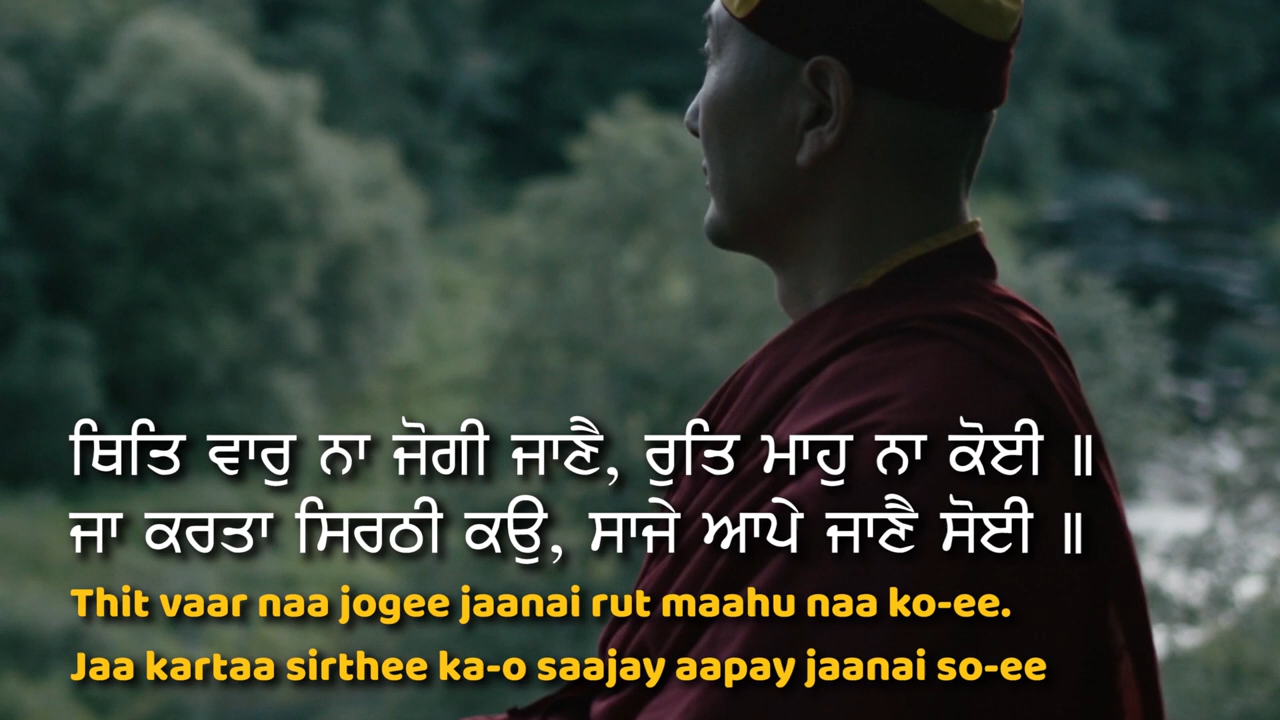 ਥਿਤਿ ਵਾਰੁ ਨਾ ਜੋਗੀ ਜਾਣੈ, ਰੁਤਿ ਮਾਹੁ ਨਾ ਕੋਈ ॥
ਜਾ ਕਰਤਾ ਸਿਰਠੀ ਕਉ, ਸਾਜੇ ਆਪੇ ਜਾਣੈ ਸੋਈ ॥
Thit vaar naa jogee jaanai rut maahu naa ko-ee.
Jaa kartaa sirthee ka-o saajay aapay jaanai so-ee